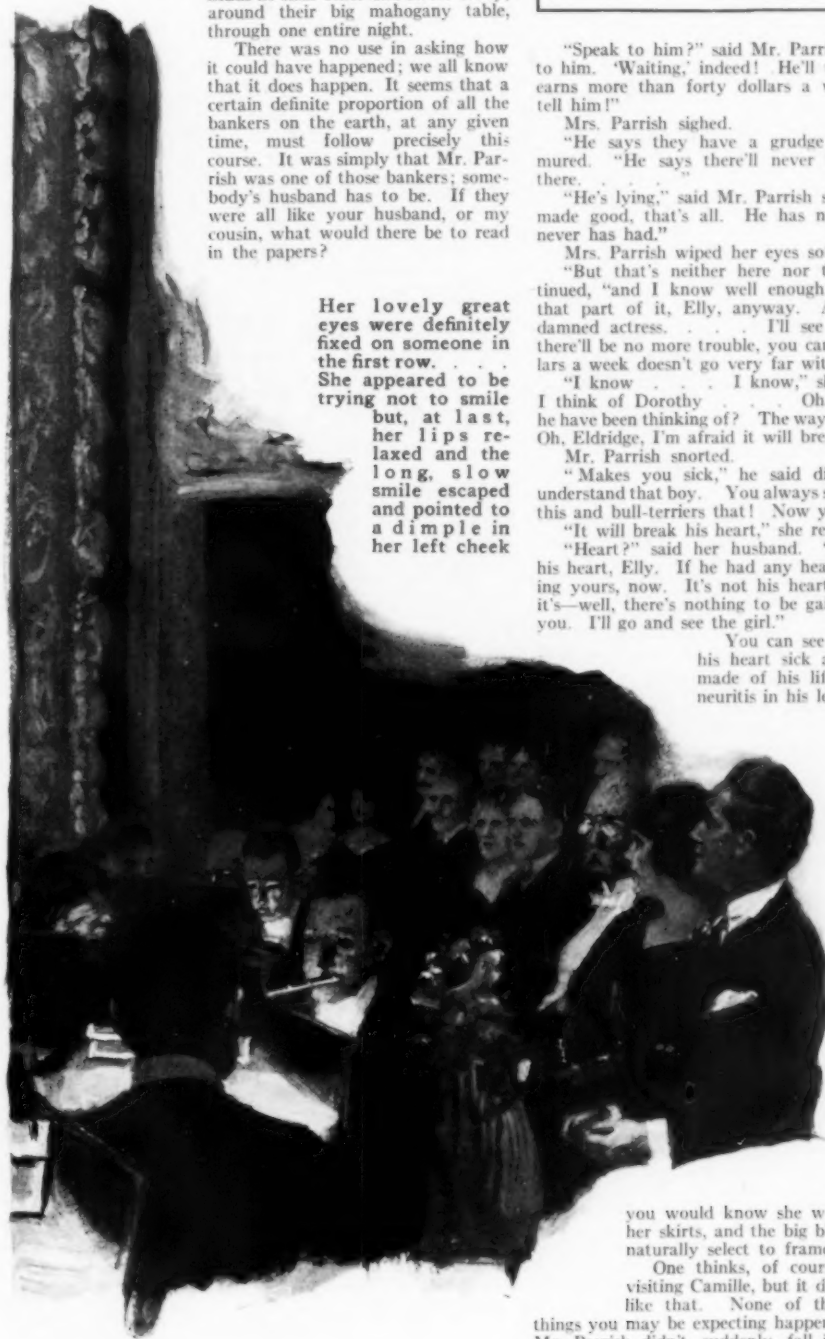 around their big mahogany table,
through one entire night.
There was no use in asking how
it could have happened; we all know
that it does happen. It seems that a
certain definite proportion of all the
bankers on the earth, at any given
time, must follow precisely this
course. It was simply that Mr. Par-
rish was one of those bankers; some-
body's husband has to be. If they
were all like your husband, or my
cousin, what would there be to read
in the papers?
Her lovely great
eyes were definitely
fixed on someone in
the first row. . . .
She appeared to be
trying not to smile
but, at last,
her lips re-
laxed and the
long, slow
smile escaped
and pointed to
a dimple in
her left cheek
"Speak to him?" said Mr. Parri
to him. 'Waiting,' indeed! He'll
earns more than forty dollars a
tell him!"
Mrs. Parrish sighed.
"He says they have a grudge
mured. "He says there'll never
there. . . . "
"He's lying," said Mr. Parrish s
made good, that's all. He has n
never has had."
Mrs. Parrish wiped her eyes so
"But that's neither here nor t
tinued, "and I know well enough
that part of it, Elly, anyway.
damned actress. . . . I'll see
there'll be no more trouble, you can
lars a week doesn't go very far wit
"I know . . . I know," s
I think of Dorothy . . . Oh
he have been thinking of? The way
Oh, Eldridge, I'm afraid it will bre
Mr. Parrish snorted.
"Makes you sick," he said di
understand that boy. You always s
this and bull-terriers that! Now y
"It will break his heart," she re
"Heart?" said her husband. "
his heart, Elly. If he had any hea
ing yours, now. It's not his heart
it's—well, there's nothing to be ga
you. I'll go and see the girl."
You can see
his heart sick a
made of his lif
neuritis in his le
you would know she w
her skirts, and the big b
naturally select to frame
One thinks, of cour
visiting Camille, but it d
like that. None of th
things you may be expecting happen